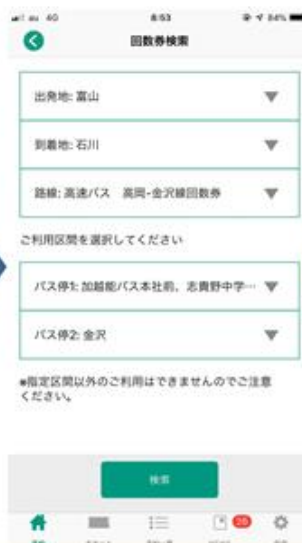 au 4G 8:53 84%
回数券検索
出発地: 富山
到着地: 石川
路線: 高速バス 高岡-金沢線回数券
ご利用区間を選択してください
バス停1: 加越能バス本社前、志貴野中学…
バス停2: 金沢
※指定区間以外のご利用はできませんのでご注意
ください。
検索